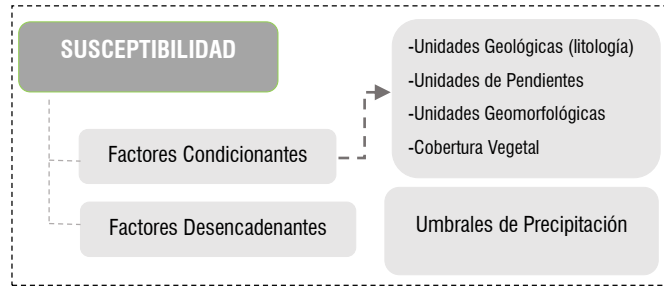 SUSCEPTIBILIDAD
Factores Condicionantes
Factores Desencadenantes
-Unidades Geológicas (litología)
-Unidades de Pendientes
-Unidades Geomorfológicas
-Cobertura Vegetal
Umbrales de Precipitación